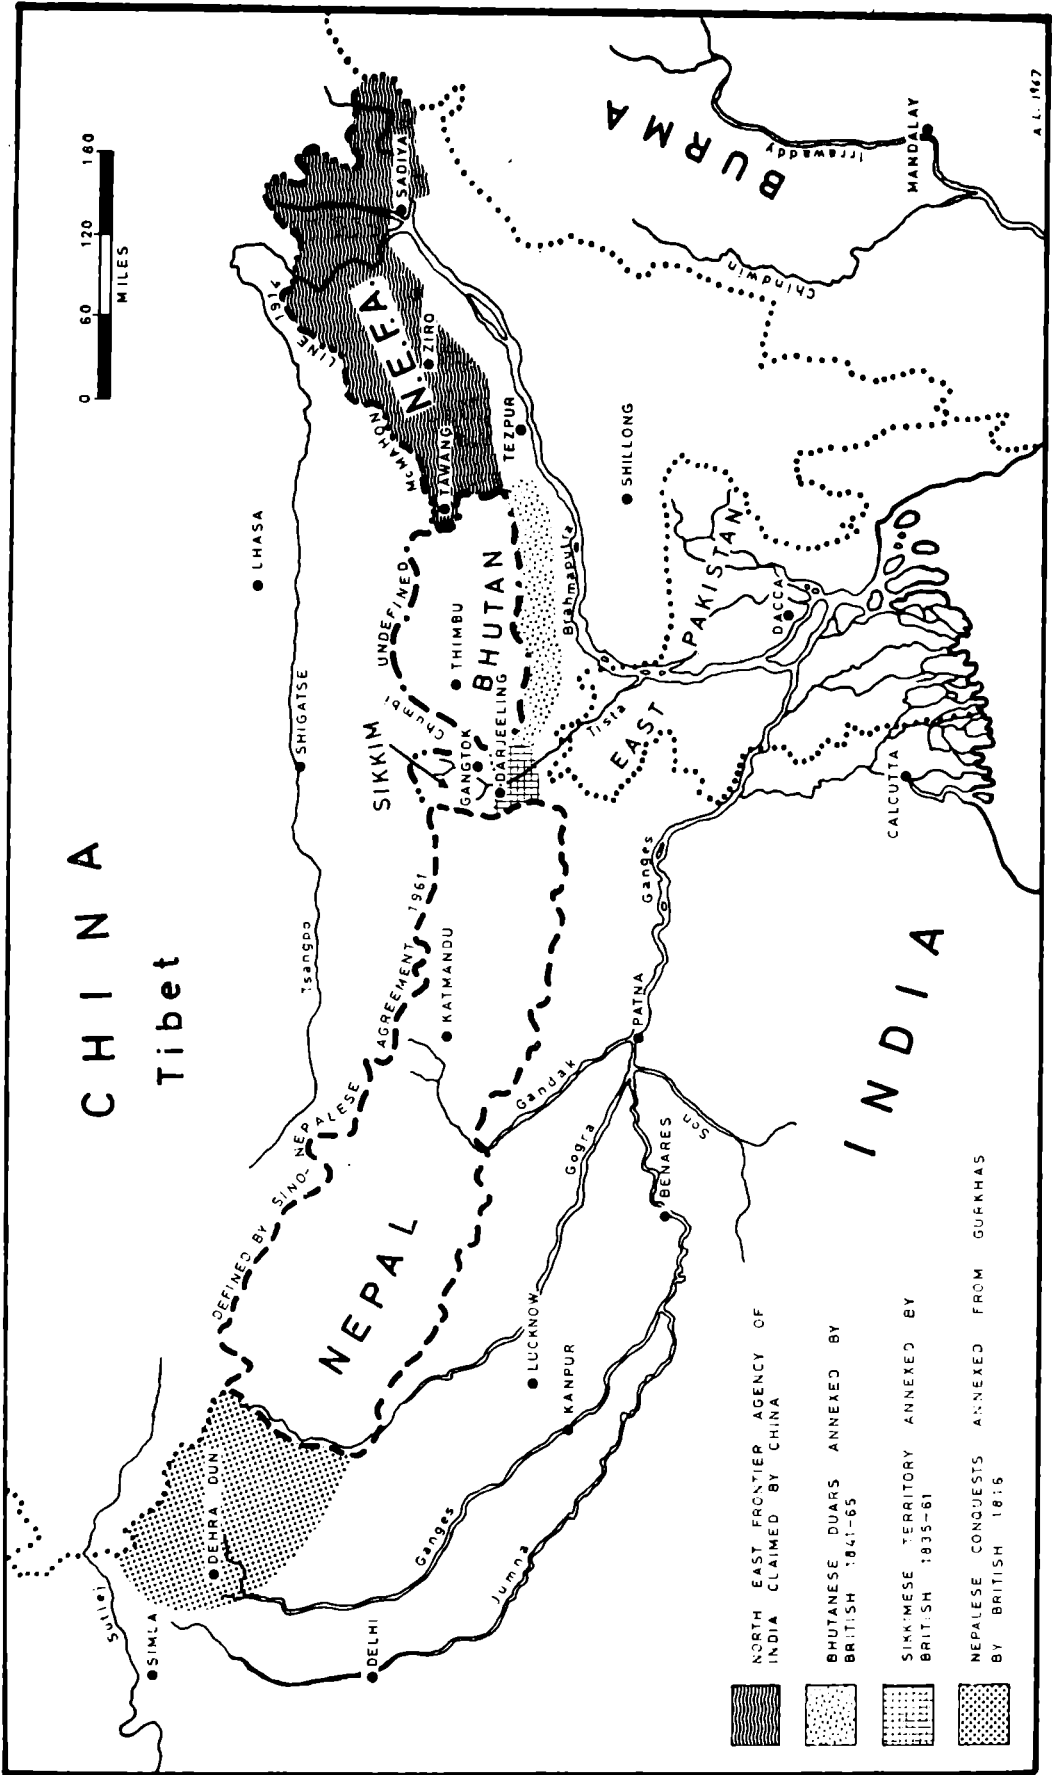 CHINA
Tibet
Sutlej
SIMLA
DEHRA DUN
DELHI
DEFINED BY SINO-NEPALESE AGREEMENT 1961
NEPAL
KATMANDU
Tsangpo
SHIGATSE
LHASA
SIKKIM
Chumbi
UNDEFINED
GANGTOK
DARJEELING
THIMBU
BHUTAN
McMAHON LINE 1914
TAWANG
N.E.F.A.
ZIRO
SADIYA
TEZPUR
0 60 120 180
MILES
Ganges
Jumna
LUCKNOW
KANPUR
Gogra
Gandak
BENARES
Son
PATNA
Ganges
Tista
Brahmaputra
SHILLONG
EAST PAKISTAN
DACCA
CALCUTTA
INDIA
BURMA
Chindwin
Irrawaddy
MANDALAY
NORTH EAST FRONTIER AGENCY OF
INDIA CLAIMED BY CHINA
BHUTANESE DUARS ANNEXED BY
BRITISH 1841-65
SIKKIMESE TERRITORY ANNEXED BY
BRITISH 1835-61
NEPALESE CONQUESTS ANNEXED FROM GURKHAS
BY BRITISH 1816
A L. 1967